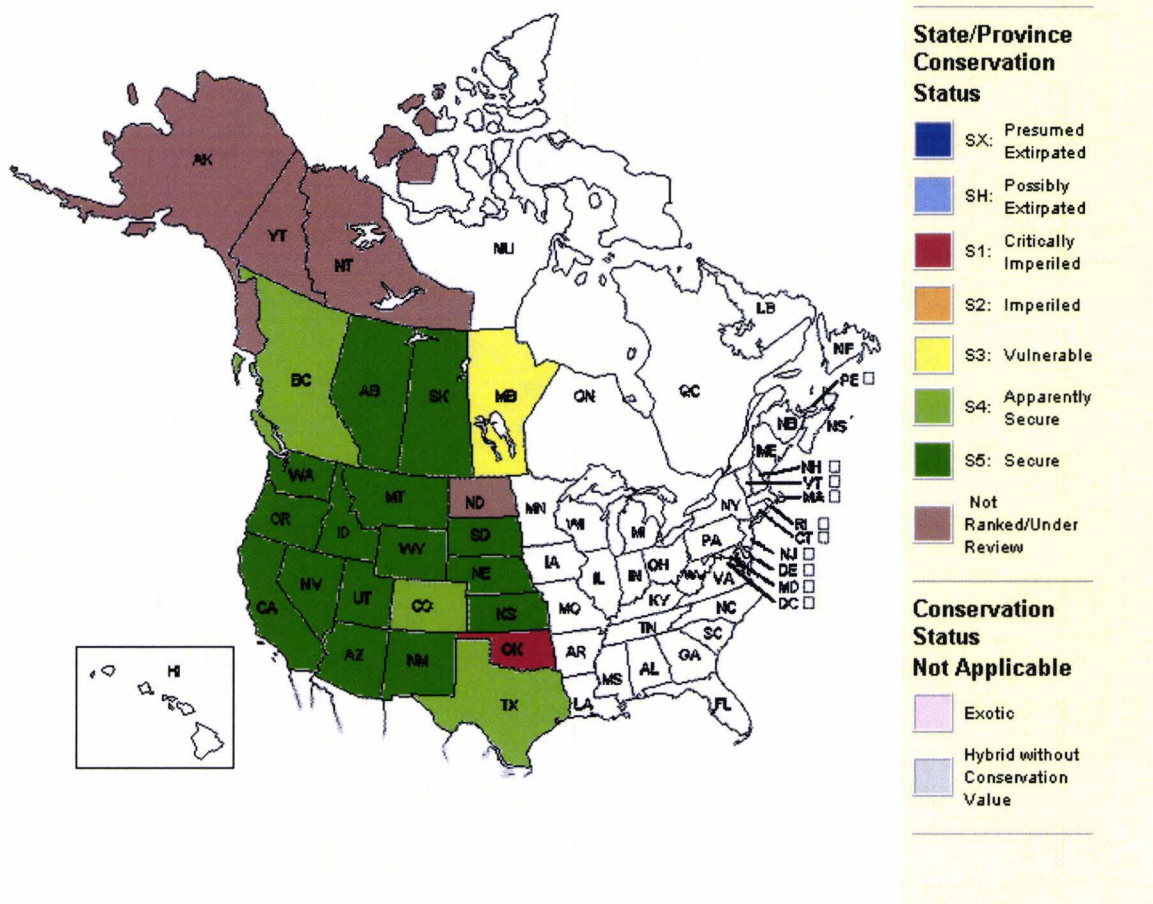 AK
YT
NT
NU
BC
AB
SK
MB
ON
QC
LB
NF
PE
NB
NS
ME
NH
VT
MA
RI
CT
NJ
DE
MD
DC
WA
MT
ND
MN
OR
ID
WY
SD
WI
MI
NY
PA
IA
NE
NV
UT
CO
KS
CA
IL
IN
OH
WV
VA
MO
KY
NC
TN
SC
AZ
NM
OK
AR
MS
AL
GA
TX
LA
FL
HI
State/Province
Conservation
Status
SX: Presumed
Extirpated
SH: Possibly
Extirpated
S1: Critically
Imperiled
S2: Imperiled
S3: Vulnerable
S4: Apparently
Secure
S5: Secure
Not
Ranked/Under
Review
Conservation
Status
Not Applicable
Exotic
Hybrid without
Conservation
Value